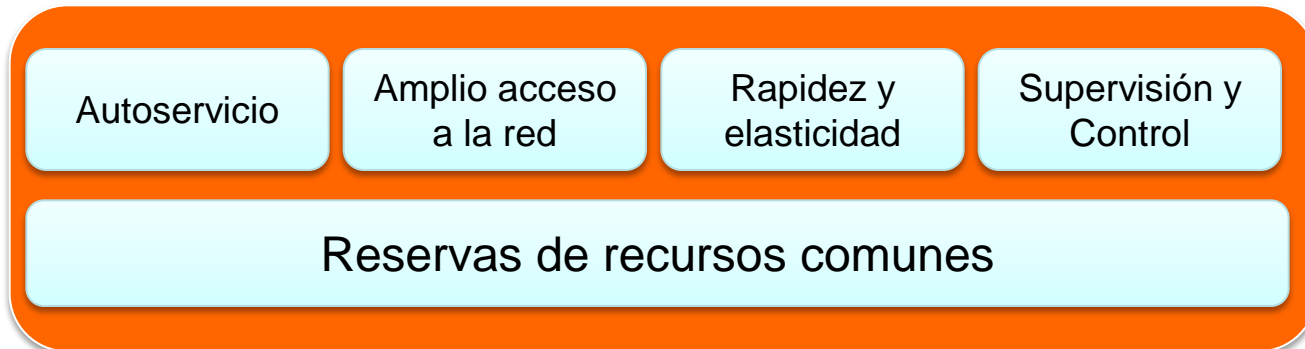 Autoservicio
Amplio acceso
a la red
Rapidez y
elasticidad
Supervisión y
Control
Reservas de recursos comunes